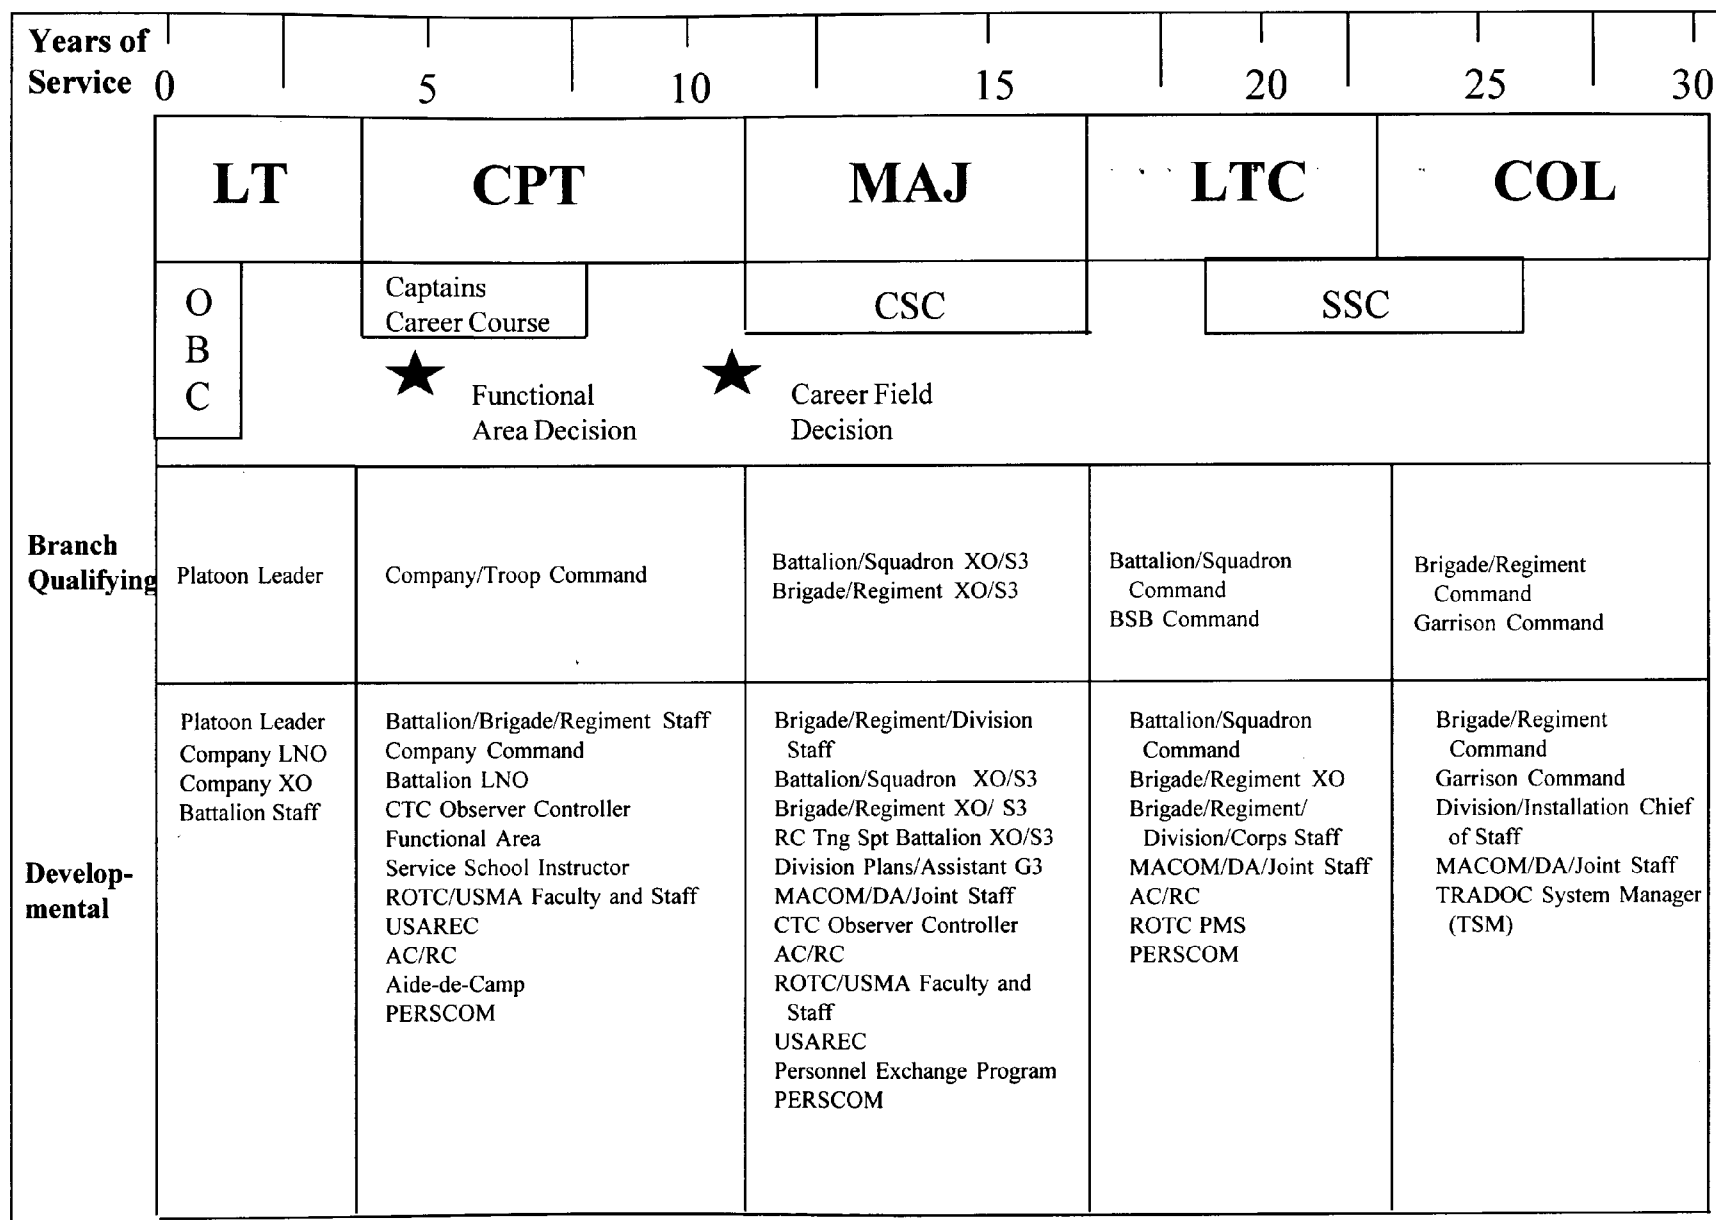 Years of
Service 0 5 10 15 20 25 30
LT CPT MAJ LTC COL
O
B
C
Captains
Career Course
CSC
SSC
Functional
Area Decision
Career Field
Decision
Branch
Qualifying
Platoon Leader
Company/Troop Command
Battalion/Squadron XO/S3
Brigade/Regiment XO/S3
Battalion/Squadron
Command
BSB Command
Brigade/Regiment
Command
Garrison Command
Develop-
mental
Platoon Leader
Company LNO
Company XO
Battalion Staff
Battalion/Brigade/Regiment Staff
Company Command
Battalion LNO
CTC Observer Controller
Functional Area
Service School Instructor
ROTC/USMA Faculty and Staff
USAREC
AC/RC
Aide-de-Camp
PERSCOM
Brigade/Regiment/Division
Staff
Battalion/Squadron XO/S3
Brigade/Regiment XO/ S3
RC Tng Spt Battalion XO/S3
Division Plans/Assistant G3
MACOM/DA/Joint Staff
CTC Observer Controller
AC/RC
ROTC/USMA Faculty and
Staff
USAREC
Personnel Exchange Program
PERSCOM
Battalion/Squadron
Command
Brigade/Regiment XO
Brigade/Regiment/
Division/Corps Staff
MACOM/DA/Joint Staff
AC/RC
ROTC PMS
PERSCOM
Brigade/Regiment
Command
Garrison Command
Division/Installation Chief
of Staff
MACOM/DA/Joint Staff
TRADOC System Manager
(TSM)